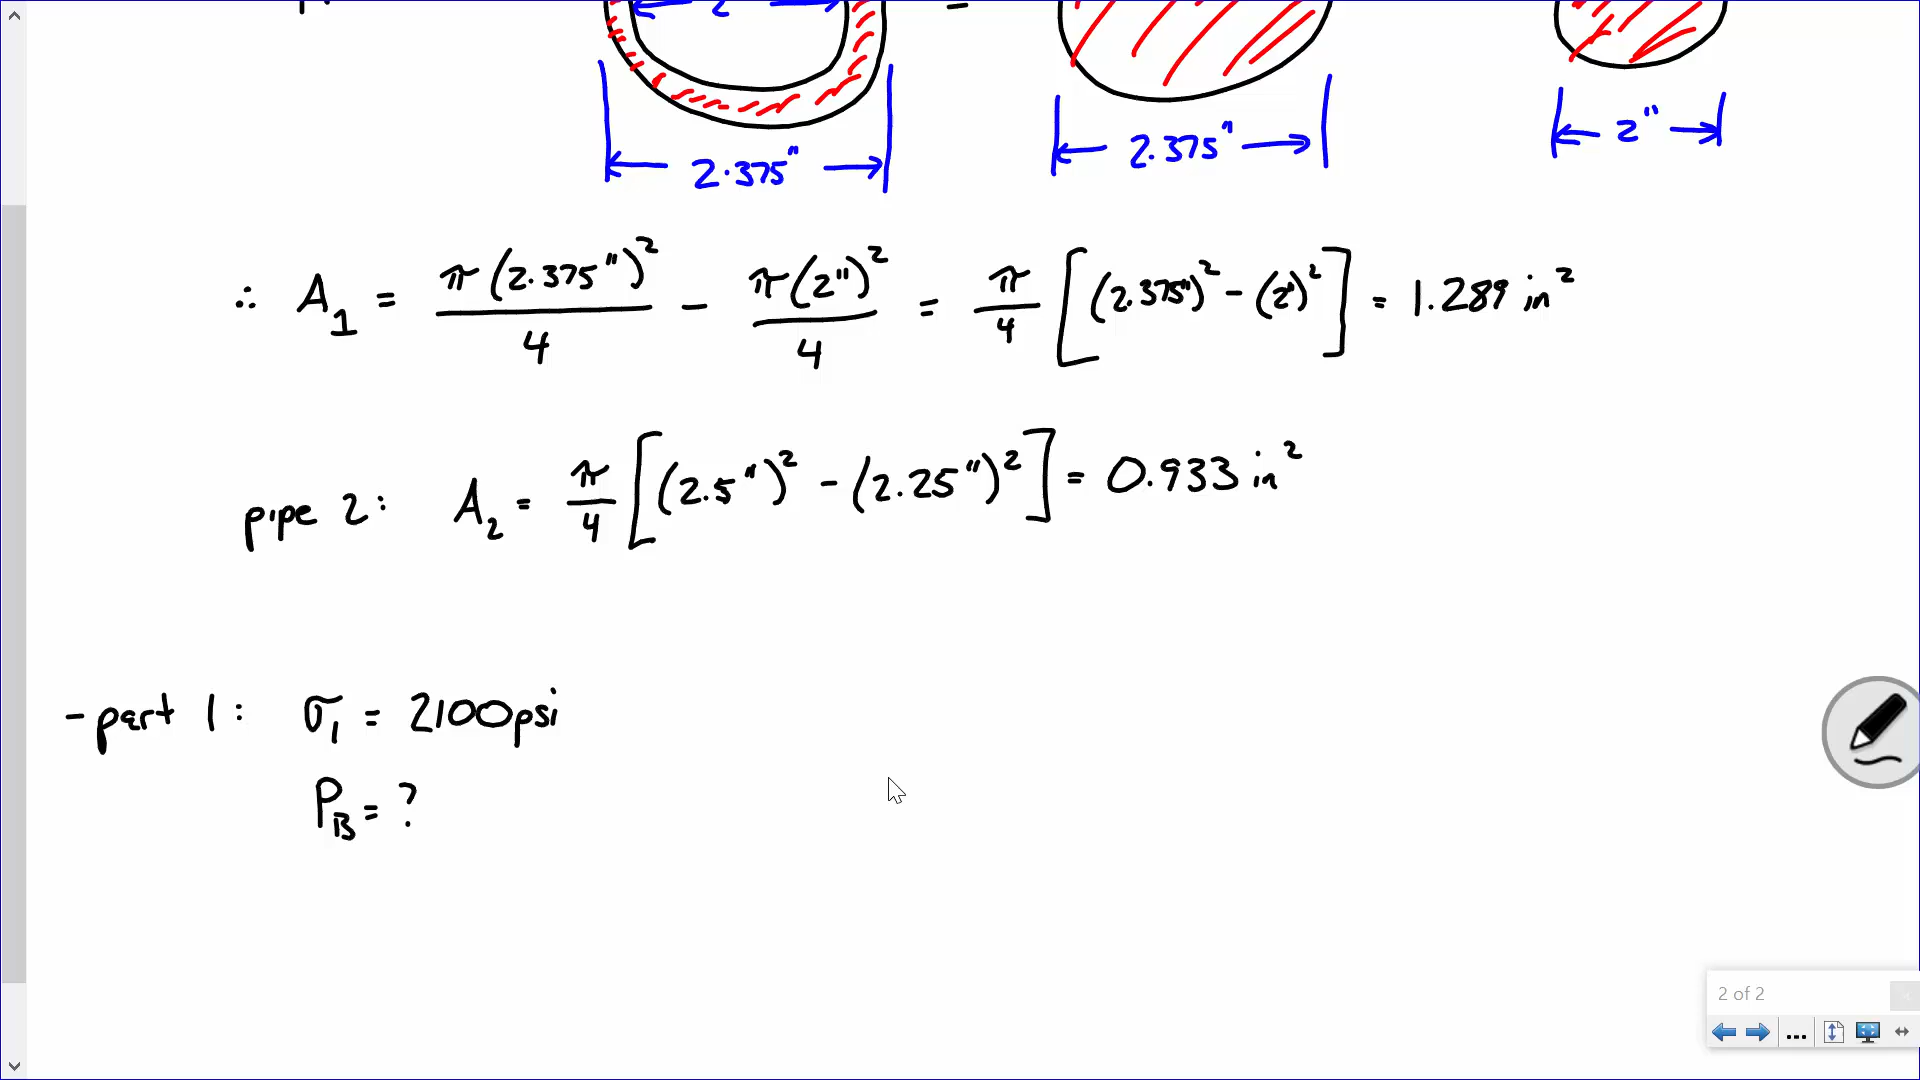 2"
2.375" = 2.375" 2"
∴ A₁ = π(2.375")²/4 - π(2")²/4 = π/4 [(2.375")² - (2")²] = 1.289 in²
pipe 2: A₂ = π/4 [(2.5")² - (2.25")²] = 0.933 in²
- part 1: σ₁ = 2100psi
P_B = ?
2 of 2
...